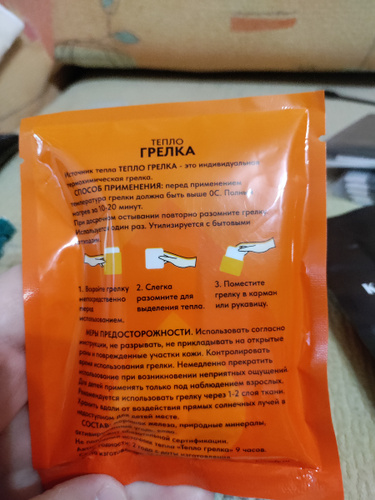 ТЕПЛО
ГРЕЛКА
Источник тепла ТЕПЛО ГРЕЛКА - это индивидуальная
термохимическая грелка.
СПОСОБ ПРИМЕНЕНИЯ: перед применением
температура грелки должна быть выше 0С. Полный
нагрев за 10-20 минут.
При досрочном остывании повторно разомните грелку.
Используется один раз. Утилизируется с бытовыми
1.
грелку
непосредственно
перед
использованием.
2. Слегка
разомните для
выделения тепла.
3. Поместите
грелку в карман
или рукавицу.
МЕРЫ ПРЕДОСТОРОЖНОСТИ. Использовать согласно
инструкции, не разрывать, не прикладывать на открытые
раны и поврежденные участки кожи. Контролировать
время использования грелки. Немедленно прекратить
использование при возникновении неприятных ощущений
Для детей применять только под наблюдением взрослых.
Рекомендуется использовать грелку через 1-2 слоя ткани.
Хранить вдали от воздействия прямых солнечных лучей в
недоступном для детей месте.
СОСТАВ:
железа, природные минералы,
сертификации.
тепло «Тепло грелка» 9 часов.